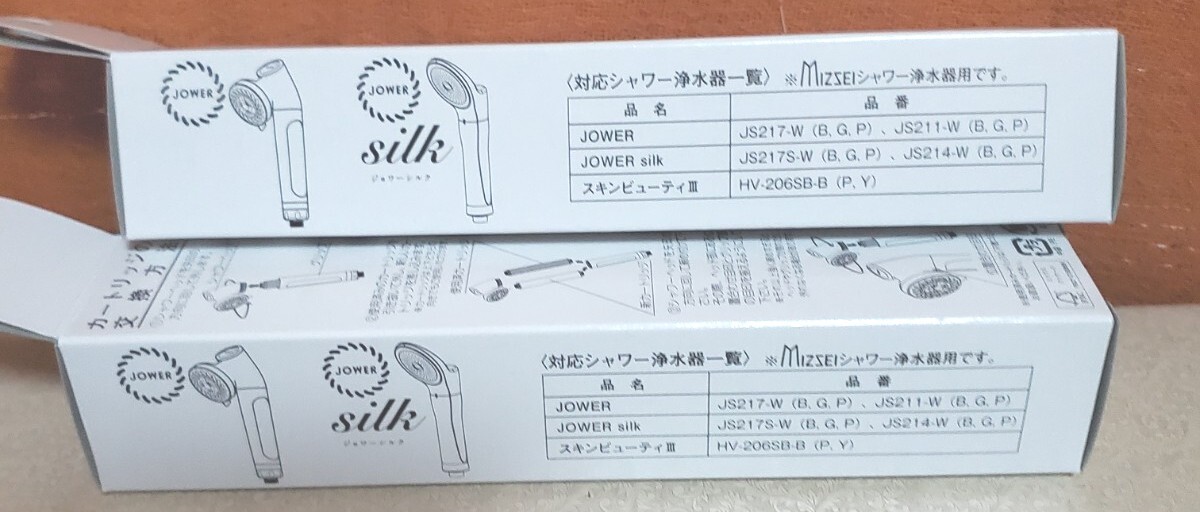 JOWER
JOWER
silk
ジョワーシルク
〈対応シャワー浄水器一覧〉 ※MIZSEIシャワー浄水器用です。
品 名 品 番
JOWER JS217-W（B, G, P）、JS211-W（B, G, P）
JOWER silk JS217S-W（B, G, P）、JS214-W（B, G, P）
スキンビューティⅢ HV-206SB-B（P, Y）
カートリッジの
交換方法
JOWER
JOWER
silk
ジョワーシルク
〈対応シャワー浄水器一覧〉 ※MIZSEIシャワー浄水器用です。
品 名 品 番
JOWER JS217-W（B, G, P）、JS211-W（B, G, P）
JOWER silk JS217S-W（B, G, P）、JS214-W（B, G, P）
スキンビューティⅢ HV-206SB-B（P, Y）